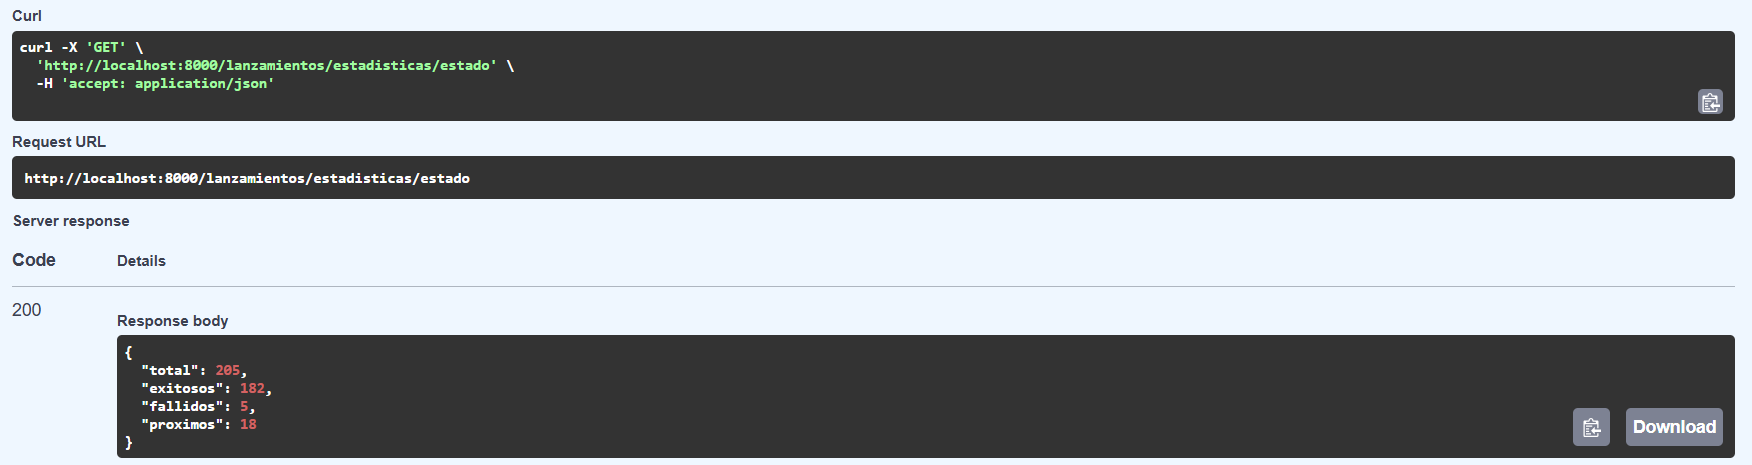 Curl
curl -X 'GET' \
  'http://localhost:8000/lanzamientos/estadisticas/estado' \
  -H 'accept: application/json'
Request URL
http://localhost:8000/lanzamientos/estadisticas/estado
Server response
Code Details
200
Response body
{
  "total": 205,
  "exitosos": 182,
  "fallidos": 5,
  "proximos": 18
}
Download